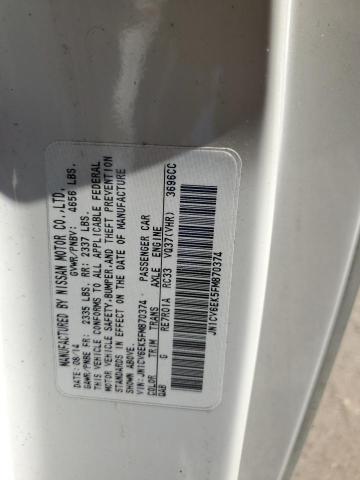 MANUFACTURED BY NISSAN MOTOR CO.,LTD.
DATE: 08/14 GVWR/PNBV: 4656 LBS.
GAWR/PNBE FR: 2335 LBS. RR: 2337 LBS.
THIS VEHICLE CONFORMS TO ALL APPLICABLE FEDERAL
MOTOR VEHICLE SAFETY,BUMPER,AND THEFT PREVENTION
STANDARDS IN EFFECT ON THE DATE OF MANUFACTURE
SHOWN ABOVE.
VIN:JN1CV6EK5FM870374 PASSENGER CAR
COLOR TRIM TRANS AXLE ENGINE 3696CC
QAB G RE7R01A RC33 VQ37(VHR)
JN1CV6EK5FM870374